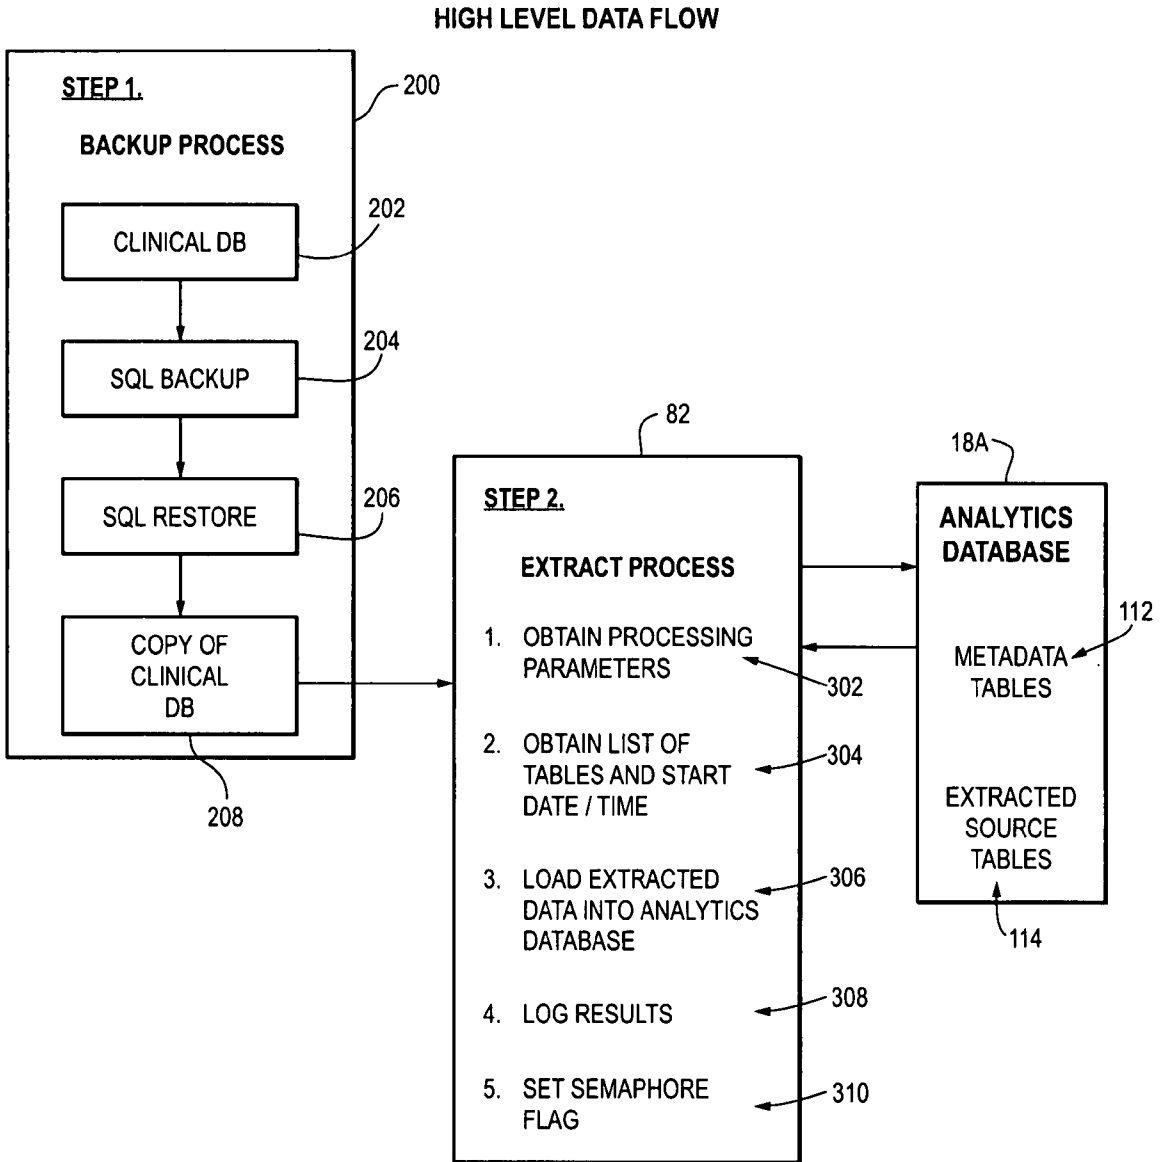 HIGH LEVEL DATA FLOW
STEP 1.
200
BACKUP PROCESS
202
CLINICAL DB
204
SQL BACKUP
206
SQL RESTORE
COPY OF
CLINICAL
DB
208
82
STEP 2.
EXTRACT PROCESS
1. OBTAIN PROCESSING
PARAMETERS
302
2. OBTAIN LIST OF
TABLES AND START
DATE / TIME
304
3. LOAD EXTRACTED
DATA INTO ANALYTICS
DATABASE
306
4. LOG RESULTS
308
5. SET SEMAPHORE
FLAG
310
18A
ANALYTICS
DATABASE
112
METADATA
TABLES
EXTRACTED
SOURCE
TABLES
114